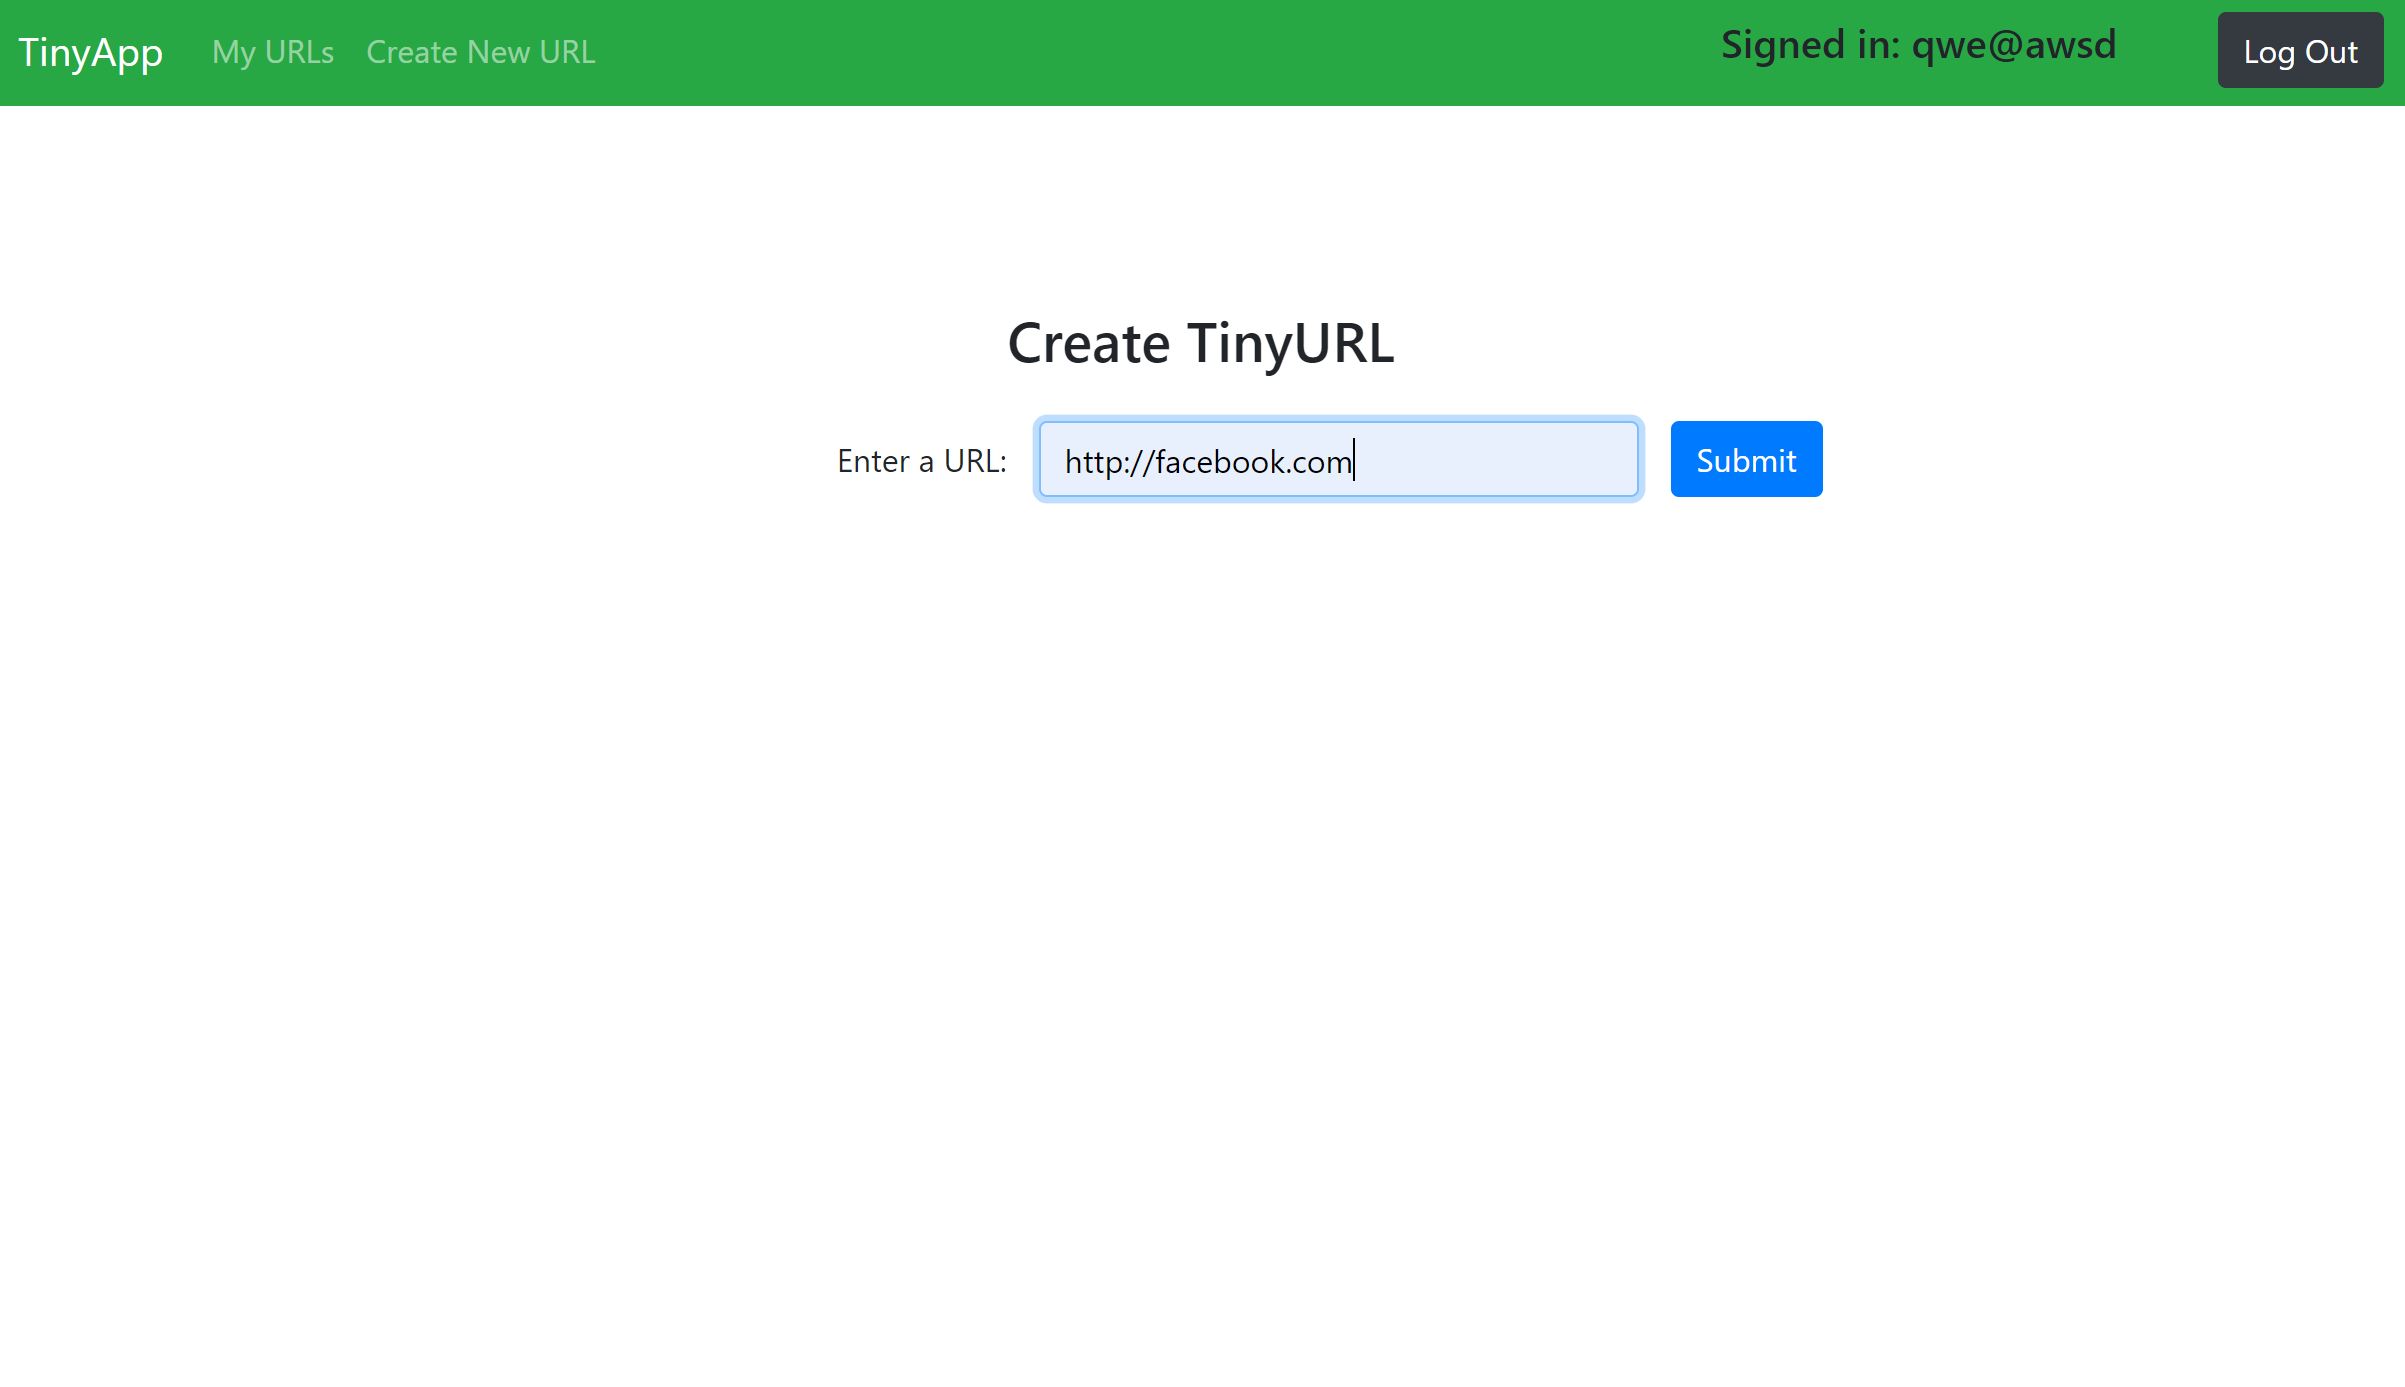 TinyApp My URLs Create New URL Signed in: qwe@awsd Log Out
Create TinyURL
Enter a URL: http://facebook.com Submit